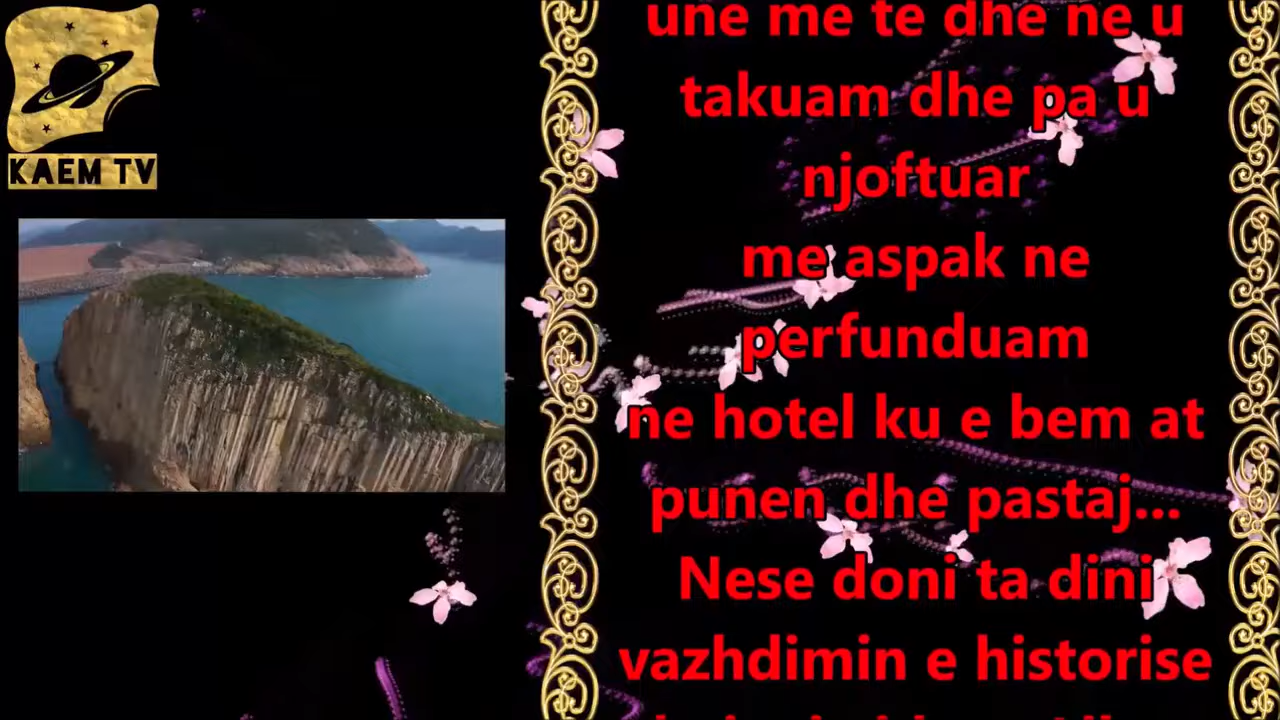 KAEM TV
une me te dhe ne u
takuam dhe pa u
njoftuar
me aspak ne
perfunduam
ne hotel ku e bem at
punen dhe pastaj...
Nese doni ta dini
vazhdimin e historise